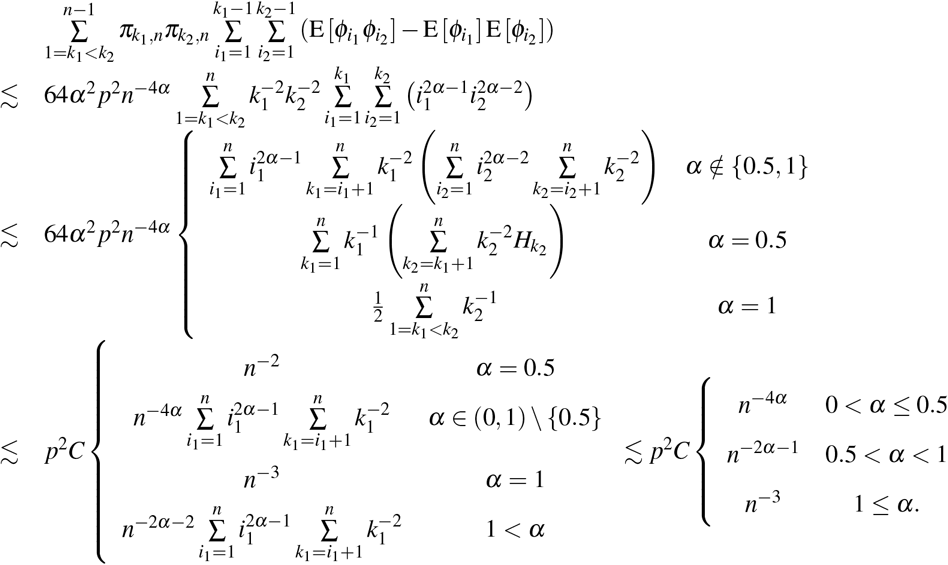 \sum_{1=k_1<k_2}^{n-1} \pi_{k_1,n}\pi_{k_2,n} \sum_{i_1=1}^{k_1-1} \sum_{i_2=1}^{k_2-1} (E[\phi_{i_1}\phi_{i_2}] - E[\phi_{i_1}]E[\phi_{i_2}])
\lesssim 64\alpha^2 p^2 n^{-4\alpha} \sum_{1=k_1<k_2}^{n} k_1^{-2} k_2^{-2} \sum_{i_1=1}^{k_1} \sum_{i_2=1}^{k_2} (i_1^{2\alpha-1} i_2^{2\alpha-2})
\lesssim 64\alpha^2 p^2 n^{-4\alpha} \begin{cases} \sum_{i_1=1}^{n} i_1^{2\alpha-1} \sum_{k_1=i_1+1}^{n} k_1^{-2} \left( \sum_{i_2=1}^{n} i_2^{2\alpha-2} \sum_{k_2=i_2+1}^{n} k_2^{-2} \right) & \alpha \notin \{0.5, 1\} \\
\sum_{k_1=1}^{n} k_1^{-1} \left( \sum_{k_2=k_1+1}^{n} k_2^{-2} H_{k_2} \right) & \alpha = 0.5 \\
\frac{1}{2} \sum_{1=k_1<k_2}^{n} k_2^{-1} & \alpha = 1 \end{cases}
\lesssim p^2 C \begin{cases} n^{-2} & \alpha = 0.5 \\
n^{-4\alpha} \sum_{i_1=1}^{n} i_1^{2\alpha-1} \sum_{k_1=i_1+1}^{n} k_1^{-2} & \alpha \in (0,1) \setminus \{0.5\} \\
n^{-3} & \alpha = 1 \\
n^{-2\alpha-2} \sum_{i_1=1}^{n} i_1^{2\alpha-1} \sum_{k_1=i_1+1}^{n} k_1^{-2} & 1 < \alpha \end{cases}
\lesssim p^2 C \begin{cases} n^{-4\alpha} & 0 < \alpha \leq 0.5 \\
n^{-2\alpha-1} & 0.5 < \alpha < 1 \\
n^{-3} & 1 \leq \alpha. \end{cases}